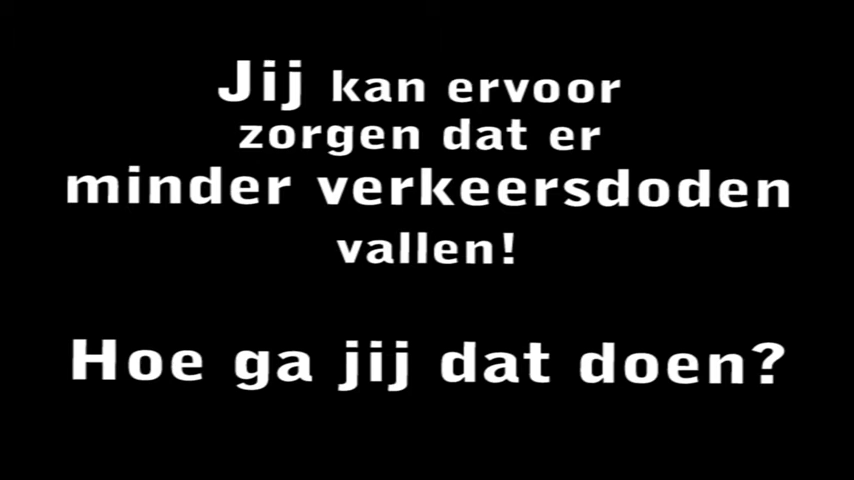 Jij kan ervoor
zorgen dat er
minder verkeersdoden
vallen!
Hoe ga jij dat doen?